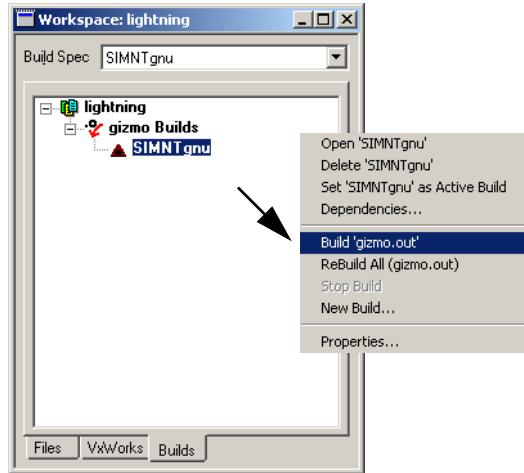 Workspace: lightning
Build Spec SIMNTgnu
lightning
gizmo Builds
SIMNTgnu
Open 'SIMNTgnu'
Delete 'SIMNTgnu'
Set 'SIMNTgnu' as Active Build
Dependencies...
Build 'gizmo.out'
ReBuild All (gizmo.out)
Stop Build
New Build...
Properties...
Files VxWorks Builds